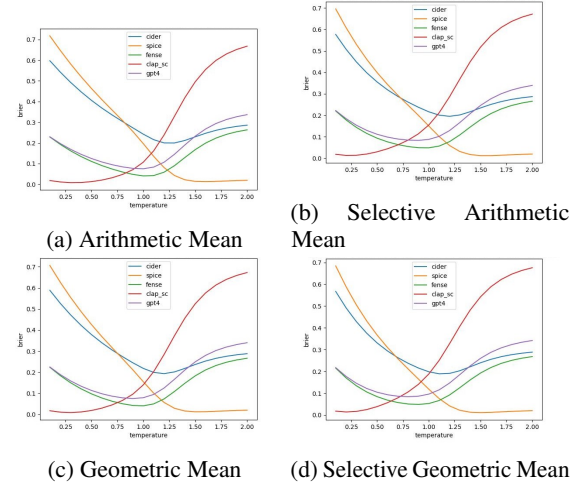 0.7
0.6
0.5
0.4
0.3
0.2
0.1
0.0
brier
cider
spice
fense
clap_sc
gpt4
0.25 0.50 0.75 1.00 1.25 1.50 1.75 2.00
temperature
(a) Arithmetic Mean
0.7
0.6
0.5
0.4
0.3
0.2
0.1
0.0
brier
cider
spice
fense
clap_sc
gpt4
0.25 0.50 0.75 1.00 1.25 1.50 1.75 2.00
temperature
(b) Selective Arithmetic
Mean
0.7
0.6
0.5
0.4
0.3
0.2
0.1
0.0
brier
cider
spice
fense
clap_sc
gpt4
0.25 0.50 0.75 1.00 1.25 1.50 1.75 2.00
temperature
(c) Geometric Mean
0.7
0.6
0.5
0.4
0.3
0.2
0.1
0.0
brier
cider
spice
fense
clap_sc
gpt4
0.25 0.50 0.75 1.00 1.25 1.50 1.75 2.00
temperature
(d) Selective Geometric Mean